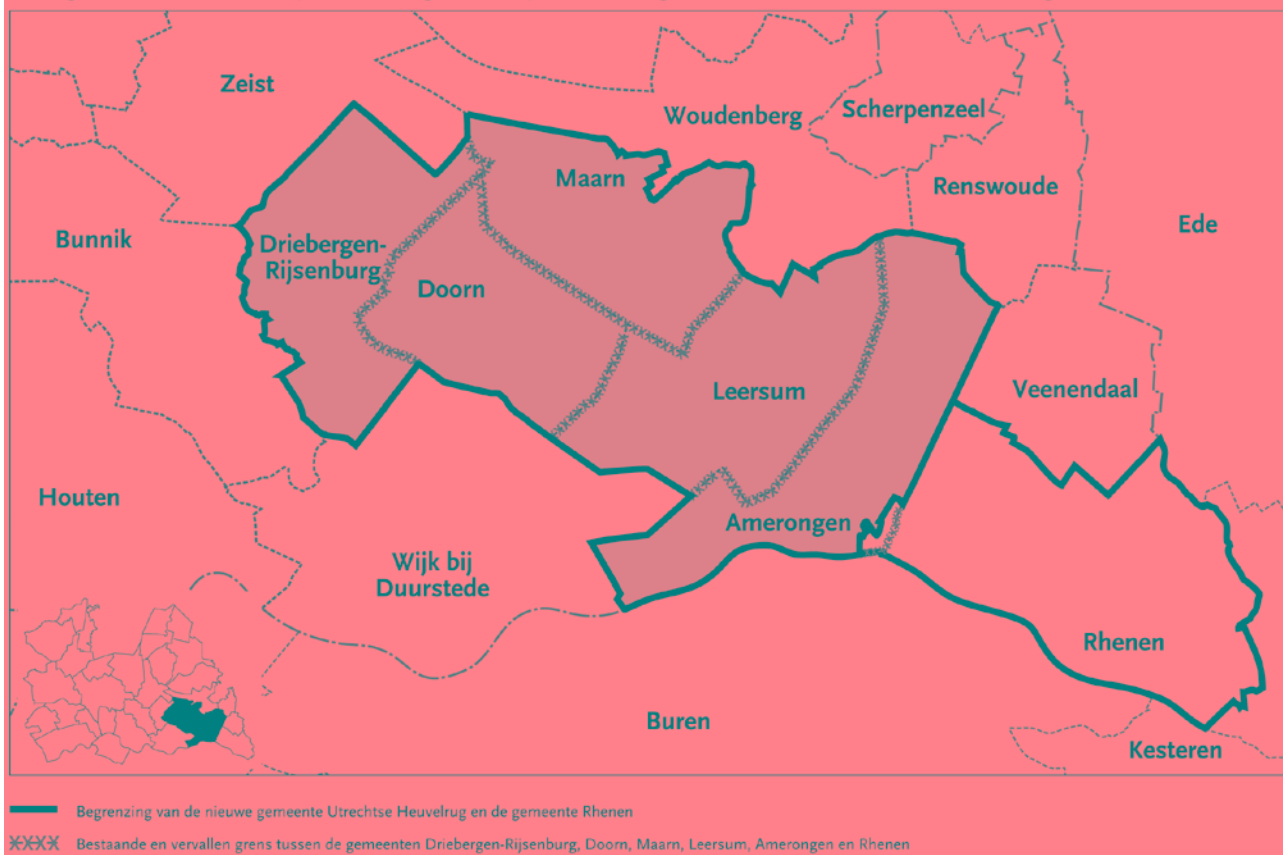 Zeist
Woudenberg
Scherpenzeel
Maarn
Renswoude
Bunnik
Driebergen-
Rijsenburg
Ede
Doorn
Leersum
Veenendaal
Houten
Amerongen
Wijk bij
Duurstede
Rhenen
Buren
Kesteren
Begrenzing van de nieuwe gemeente Utrechtse Heuvelrug en de gemeente Rhenen
Bestaande en vervallen grens tussen de gemeenten Driebergen-Rijsenburg, Doorn, Maarn, Leersum, Amerongen en Rhenen